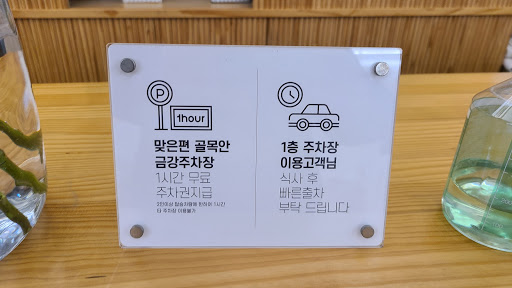 P
1hour
맞은편 골목안
금강주차장
1시간 무료
주차권지급
1층 주차장
이용고객님
식사 후
빠른출차
부탁 드립니다